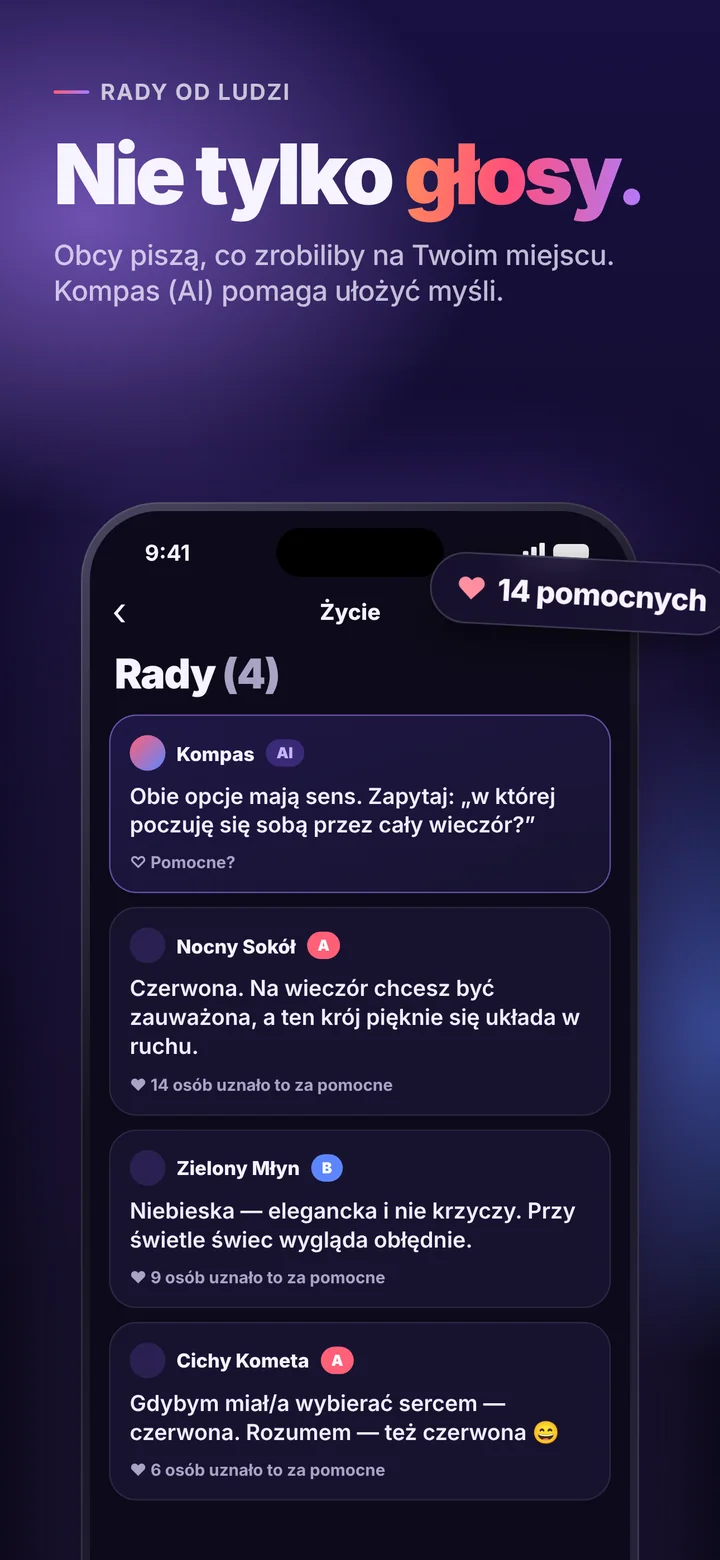 RADY OD LUDZI
Nie tylko głosy.
Obcy piszą, co zrobiliby na Twoim miejscu.
Kompas (AI) pomaga ułożyć myśli.
9:41
♥ 14 pomocnych
‹ Życie
Rady (4)
Kompas AI
Obie opcje mają sens. Zapytaj: „w której
poczuję się sobą przez cały wieczór?”
♡ Pomocne?
Nocny Sokół A
Czerwona. Na wieczór chcesz być
zauważona, a ten krój pięknie się układa w
ruchu.
♥ 14 osób uznało to za pomocne
Zielony Młyn B
Niebieska — elegancka i nie krzyczy. Przy
świetle świec wygląda obłędnie.
♥ 9 osób uznało to za pomocne
Cichy Kometa A
Gdybym miał/a wybierać sercem —
czerwona. Rozumem — też czerwona 😄
♥ 6 osób uznało to za pomocne